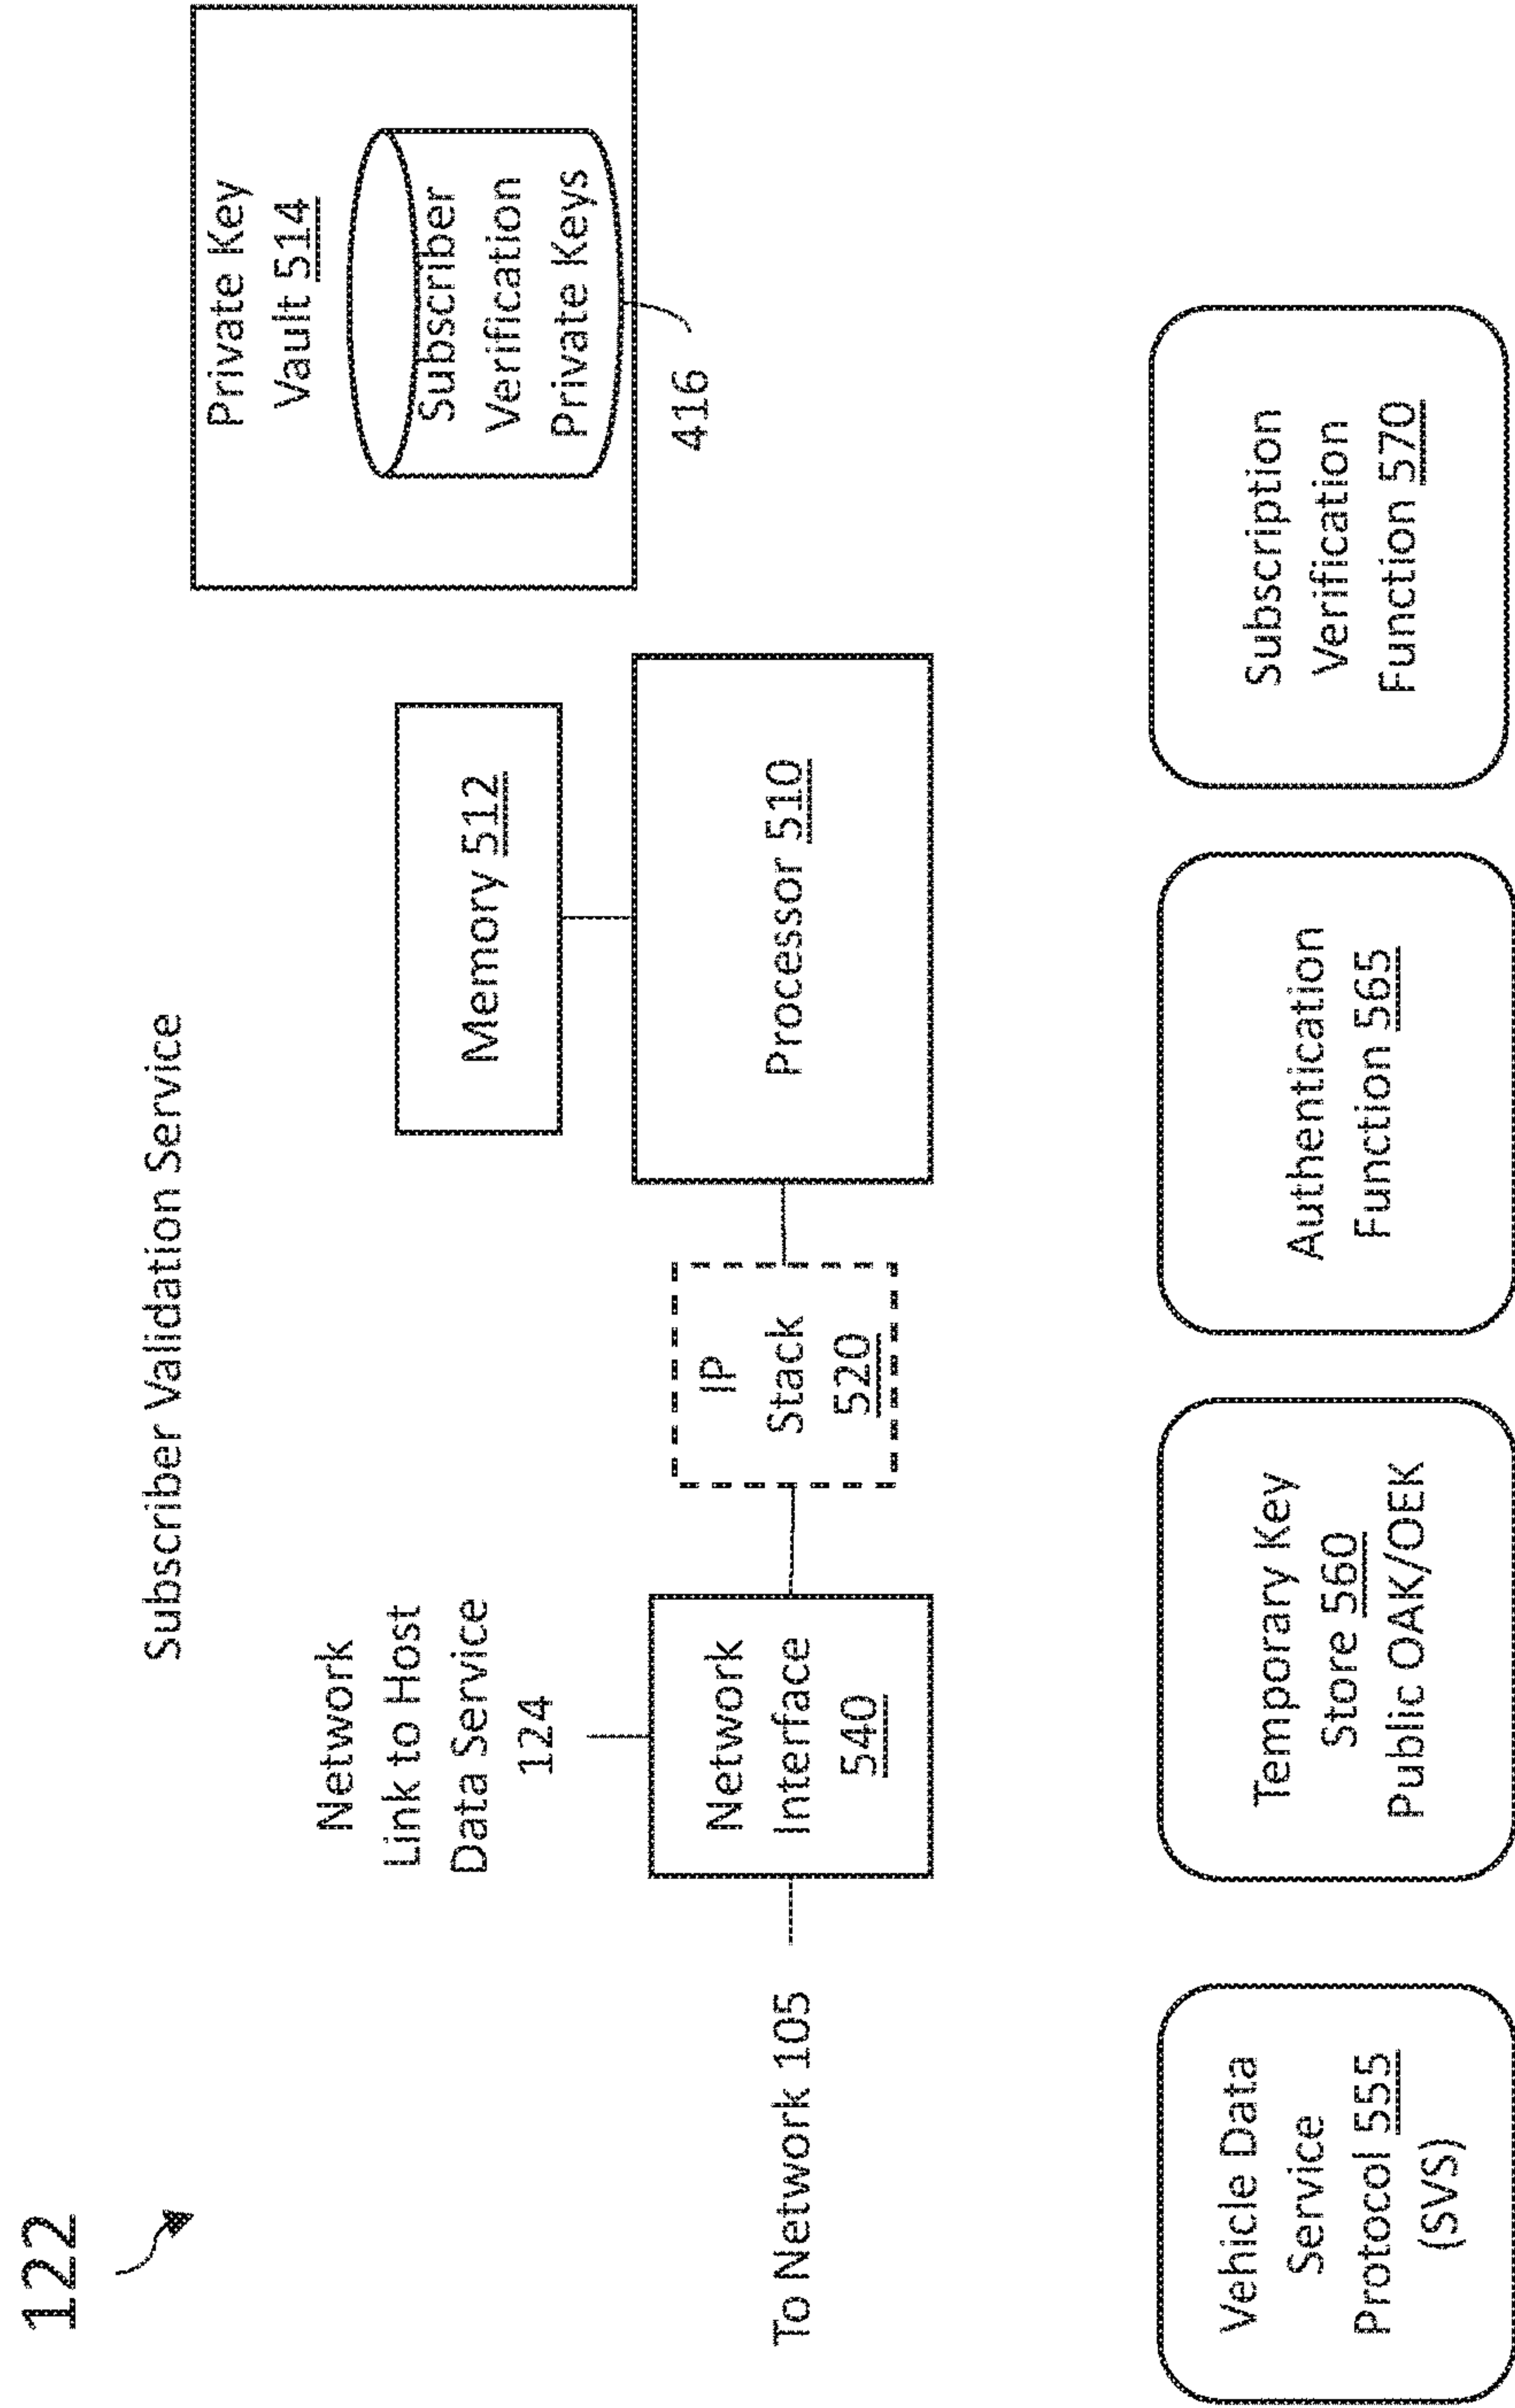 122
Subscriber Validation Service
Network
Link to Host
Data Service
124
To Network 105
Network
Interface
540
IP
Stack
520
Memory 512
Processor 510
Private Key
Vault 514
Subscriber
Verification
Private Keys
416
Vehicle Data
Service
Protocol 555
(SVS)
Temporary Key
Store 560
Public OAK/OEK
Authentication
Function 565
Subscription
Verification
Function 570